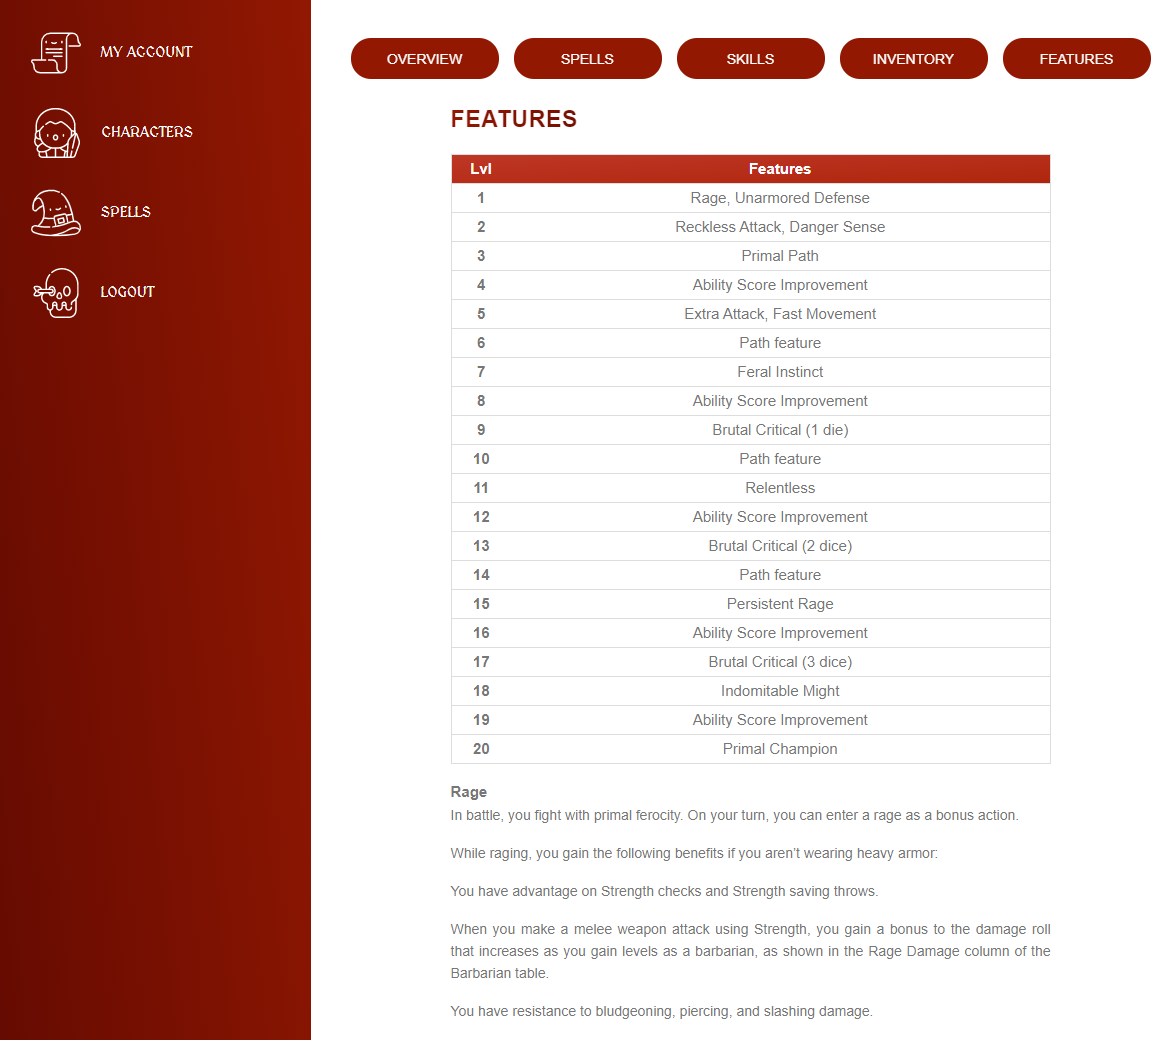 MY ACCOUNT
CHARACTERS
SPELLS
LOGOUT
OVERVIEW
SPELLS
SKILLS
INVENTORY
FEATURES
FEATURES
Lvl Features
1 Rage, Unarmored Defense
2 Reckless Attack, Danger Sense
3 Primal Path
4 Ability Score Improvement
5 Extra Attack, Fast Movement
6 Path feature
7 Feral Instinct
8 Ability Score Improvement
9 Brutal Critical (1 die)
10 Path feature
11 Relentless
12 Ability Score Improvement
13 Brutal Critical (2 dice)
14 Path feature
15 Persistent Rage
16 Ability Score Improvement
17 Brutal Critical (3 dice)
18 Indomitable Might
19 Ability Score Improvement
20 Primal Champion
Rage
In battle, you fight with primal ferocity. On your turn, you can enter a rage as a bonus action.
While raging, you gain the following benefits if you aren’t wearing heavy armor:
You have advantage on Strength checks and Strength saving throws.
When you make a melee weapon attack using Strength, you gain a bonus to the damage roll
that increases as you gain levels as a barbarian, as shown in the Rage Damage column of the
Barbarian table.
You have resistance to bludgeoning, piercing, and slashing damage.